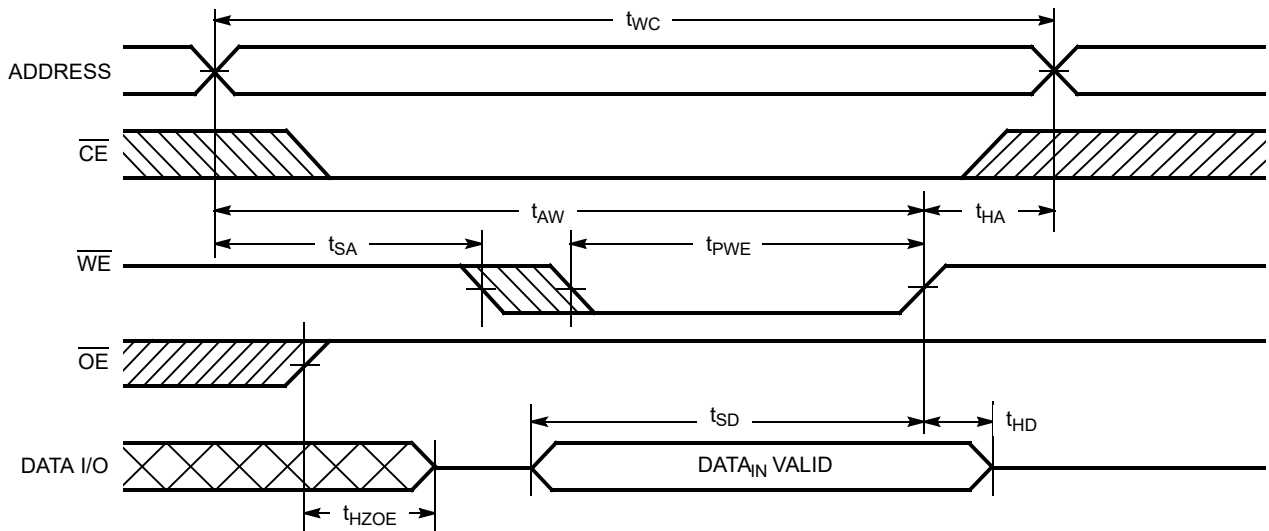 tWC
ADDRESS
CE
tAW
tHA
tSA
tPWE
WE
OE
tSD
tHD
DATA I/O
DATAIN VALID
tHZOE